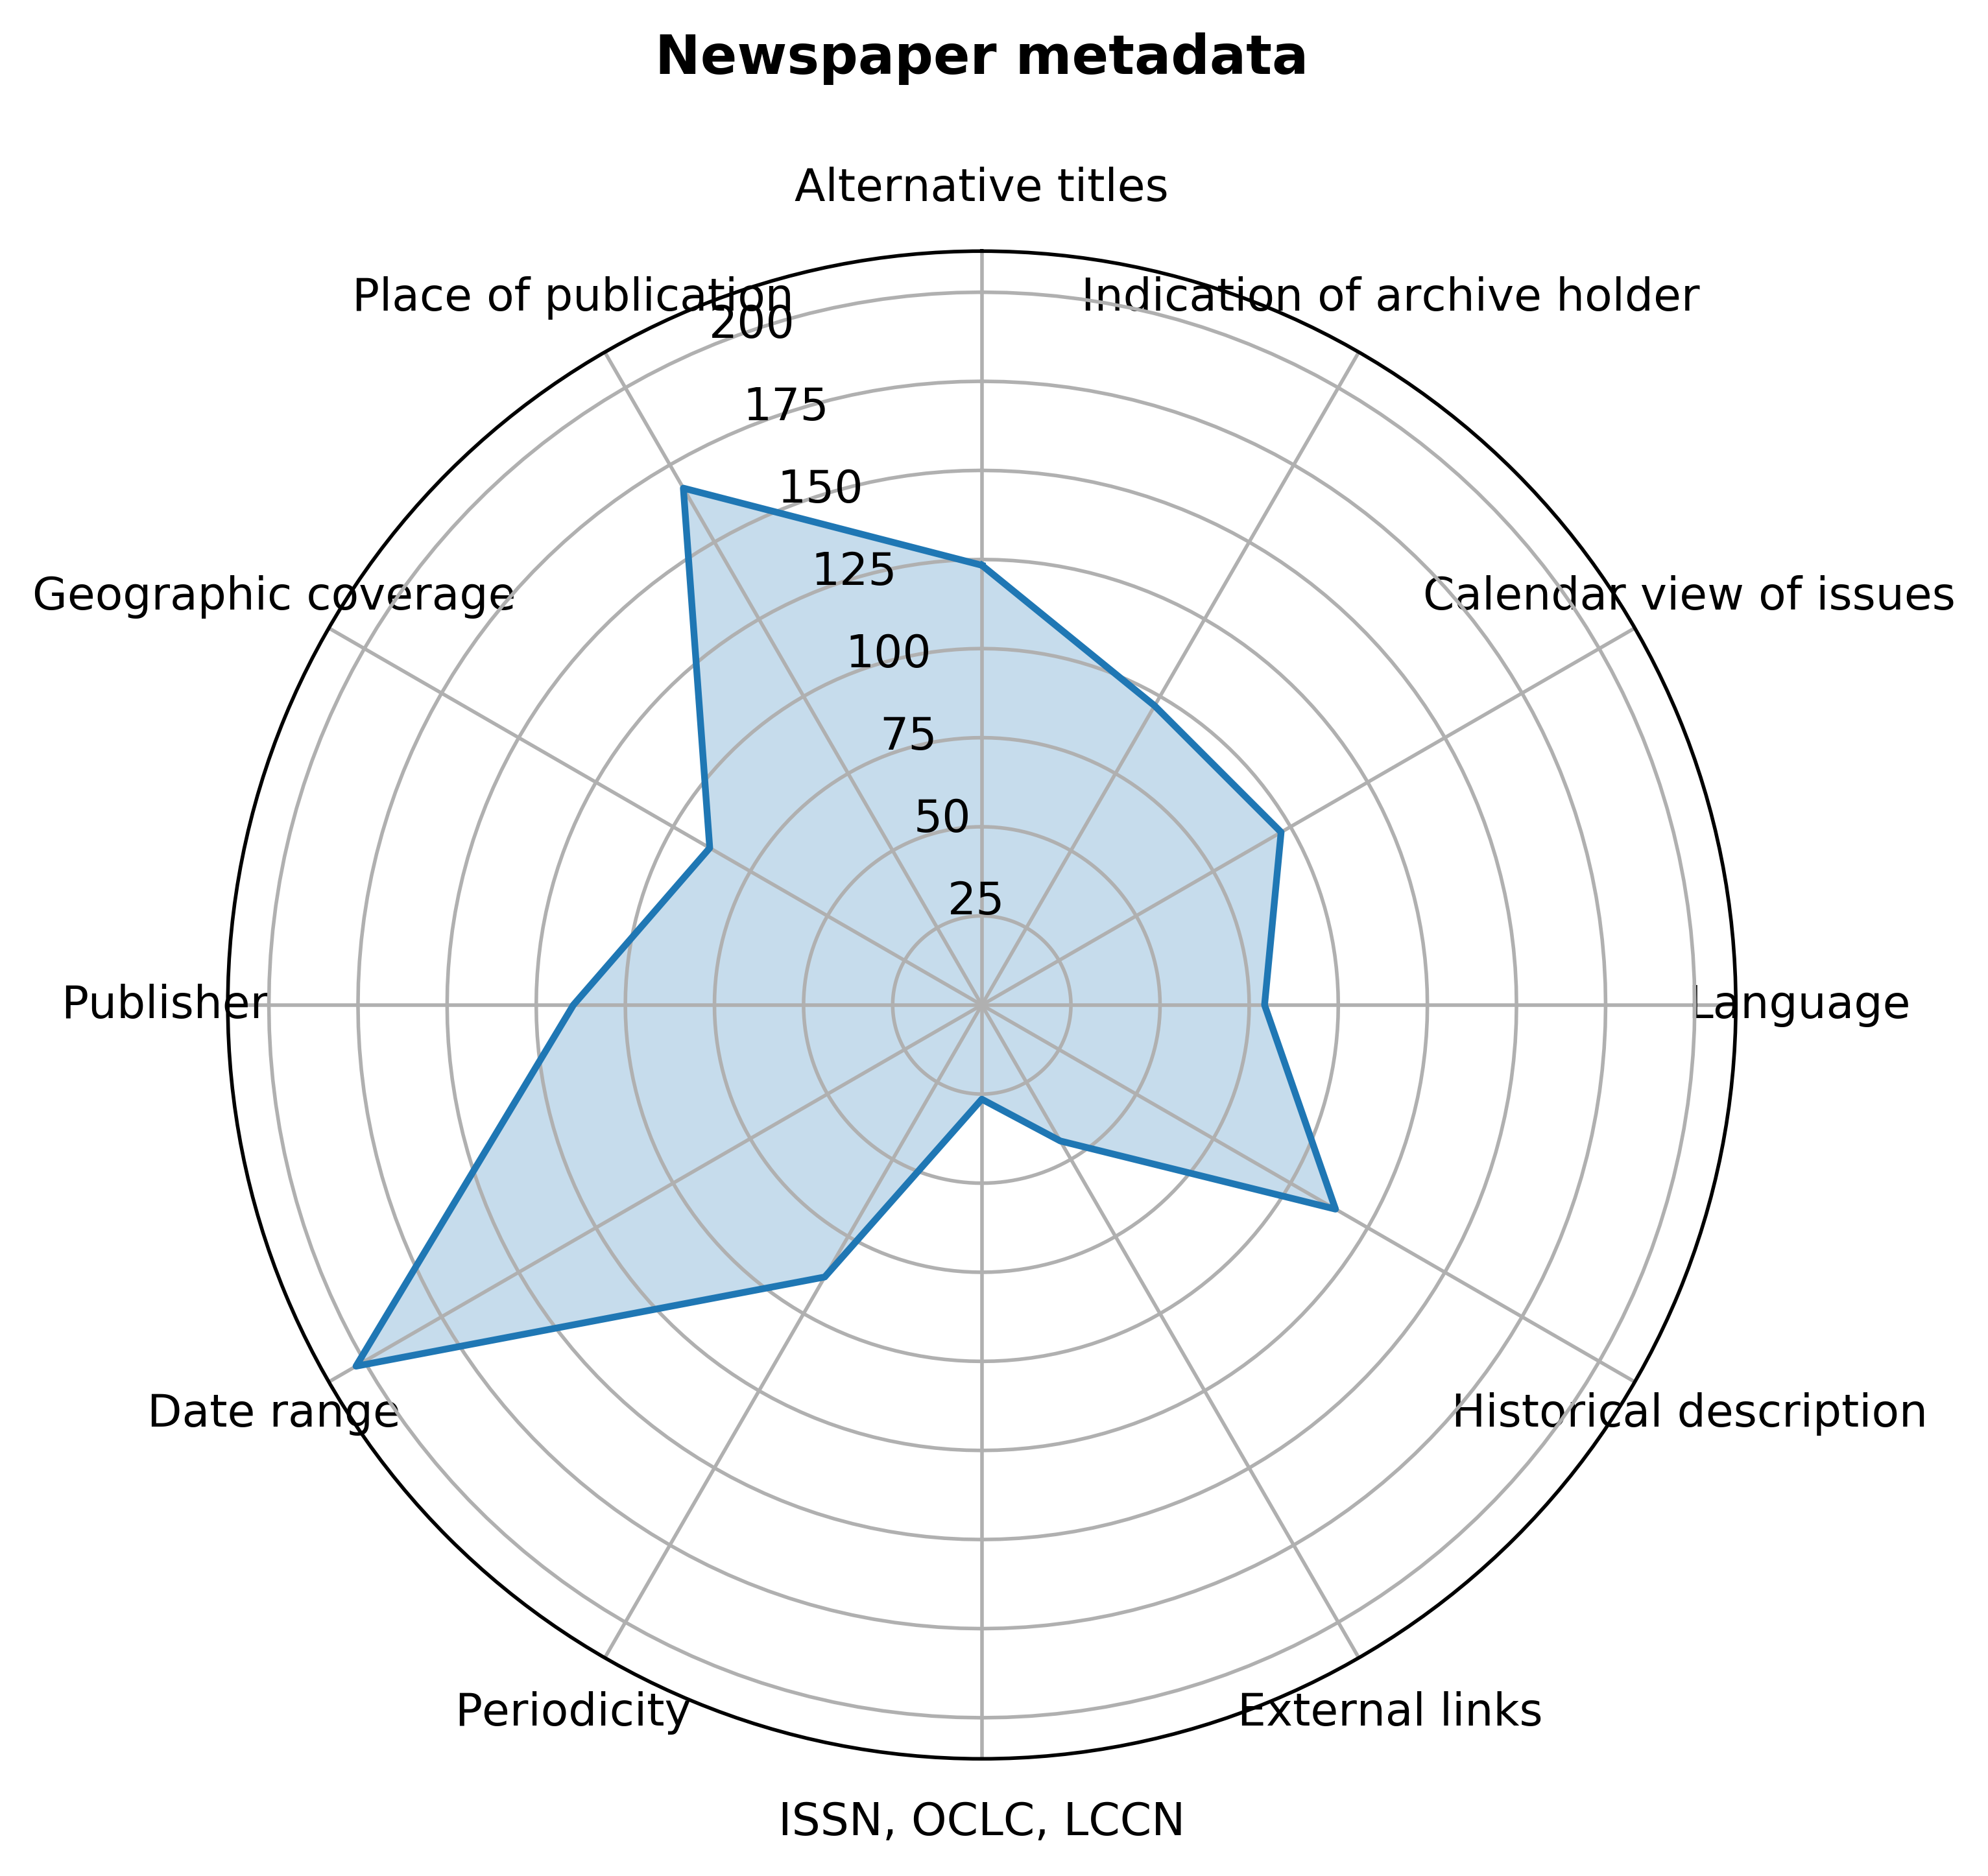 Newspaper metadata
Alternative titles
Place of publication
Indication of archive holder
200
175
150
125
Geographic coverage
Calendar view of issues
100
75
50
25
Publisher
Language
Date range
Historical description
Periodicity
External links
ISSN, OCLC, LCCN